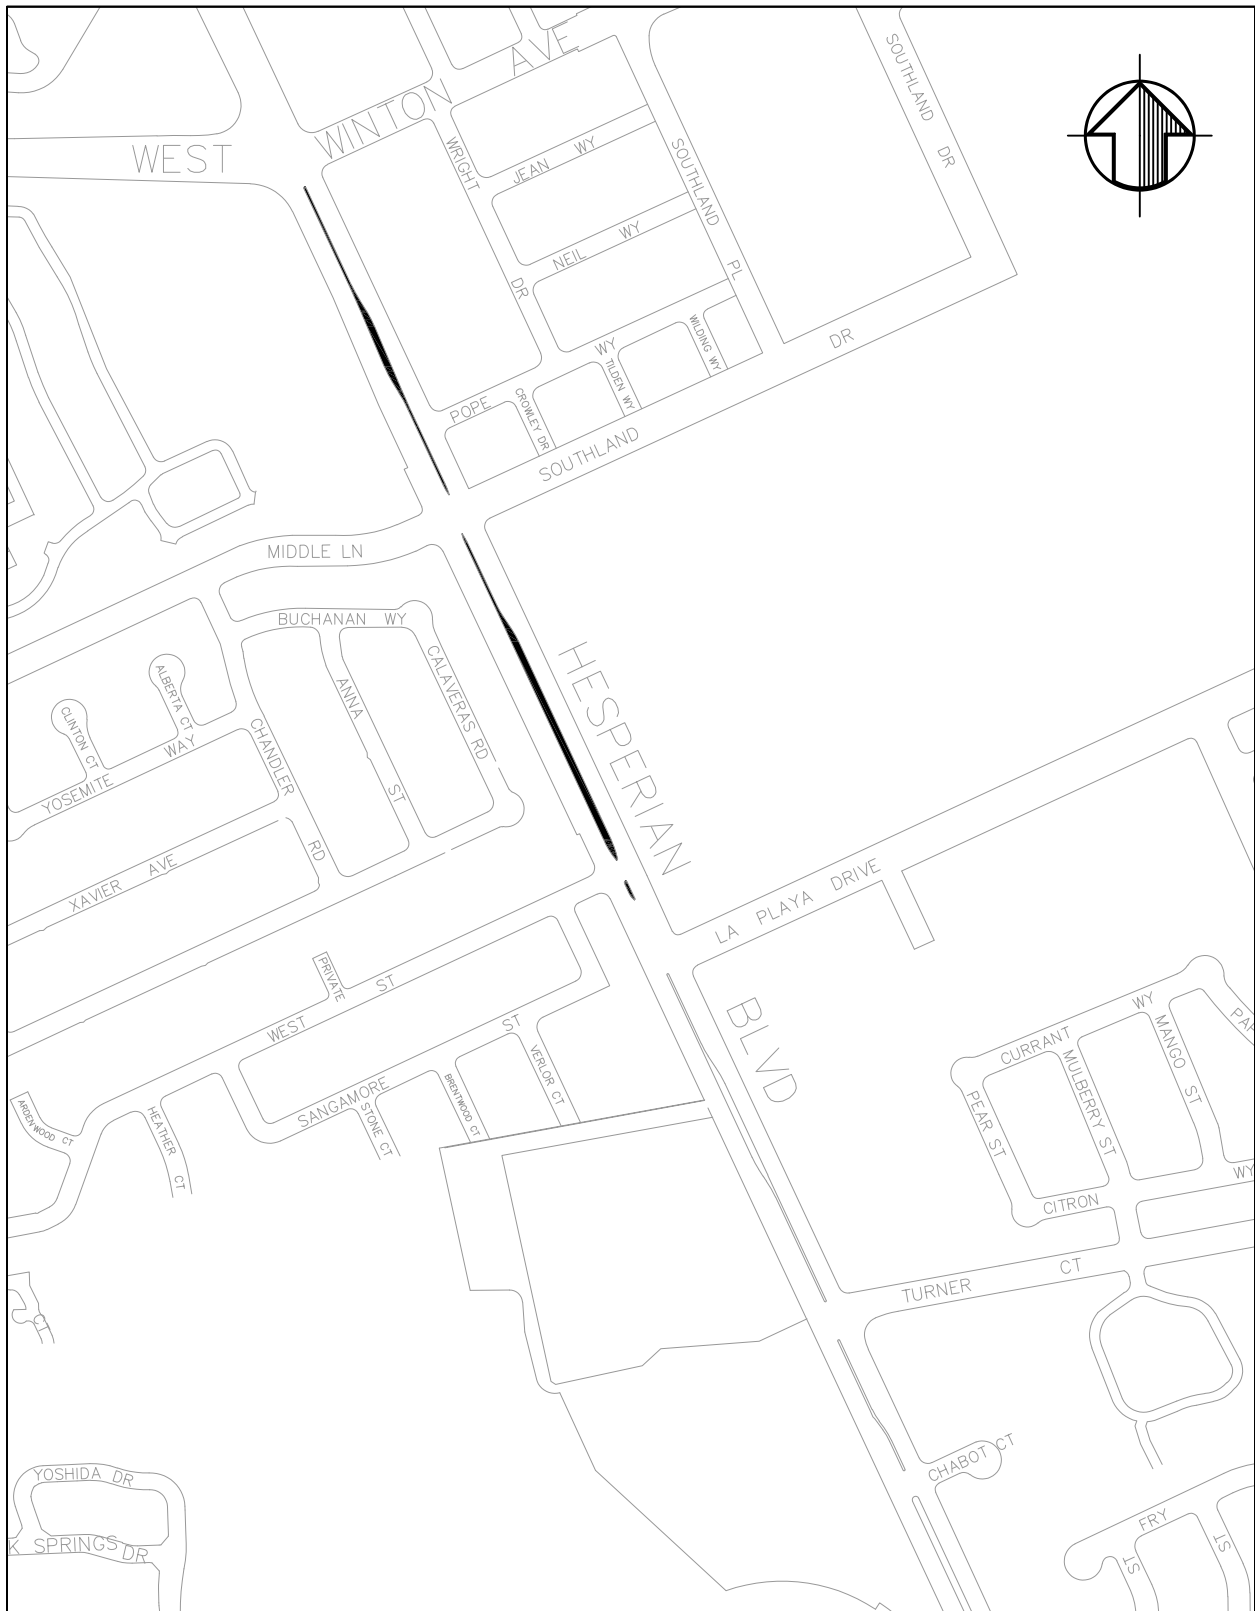 AVE
WINTON
WEST
SOUTHLAND DR
WRIGHT DR
JEAN WY
SOUTHLAND PL
NEIL WY
WILDING WY
POPE WY
TILDEN WY
CROWLEY DR
SOUTHLAND DR
MIDDLE LN
BUCHANAN WY
CALAVERAS RD
ANNA ST
ALBERTA CT
CLINTON CT
YOSEMITE WAY
CHANDLER RD
HESPERIAN BLVD
XAVIER AVE
LA PLAYA DRIVE
PRIVATE
WEST ST
SANGAMORE ST
VERLOR CT
BRENTWOOD CT
STONE CT
HEATHER CT
ARDENWOOD CT
CURRANT WY
MANGO ST
MULBERRY ST
PEAR ST
CITRON WY
TURNER CT
CT
CHABOT CT
FRY
ST
ST
YOSHIDA DR
K SPRINGS DR